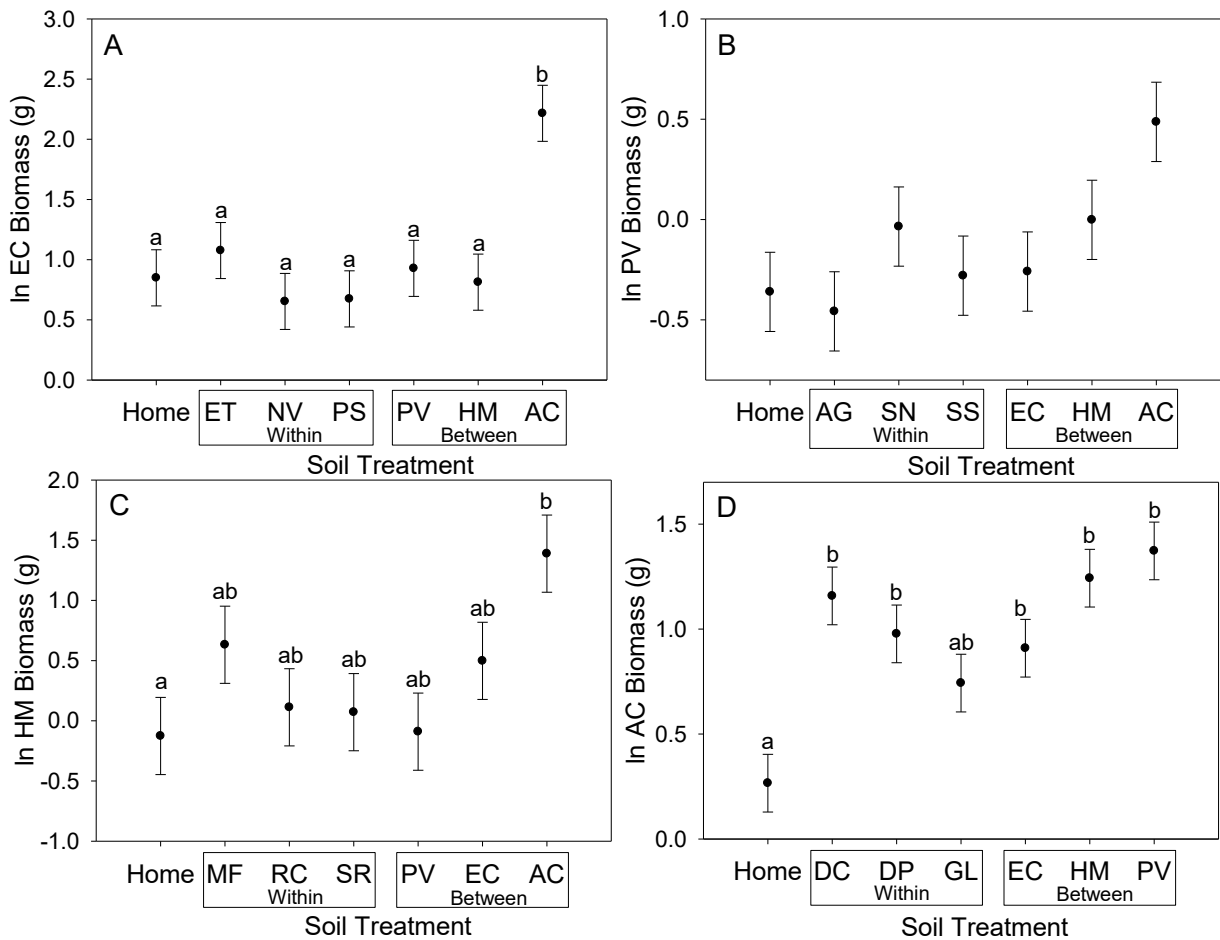 A
ln EC Biomass (g)
3.0
2.5
2.0
1.5
1.0
0.5
0.0
a a a a a a b
Home ET NV PS PV HM AC
Within Between
Soil Treatment
B
ln PV Biomass (g)
1.0
0.5
0.0
-0.5
Home AG SN SS EC HM AC
Within Between
Soil Treatment
C
ln HM Biomass (g)
2.0
1.5
1.0
0.5
0.0
-0.5
-1.0
a ab ab ab ab ab b
Home MF RC SR PV EC AC
Within Between
Soil Treatment
D
ln AC Biomass (g)
1.5
1.0
0.5
0.0
a b b ab b b b
Home DC DP GL EC HM PV
Within Between
Soil Treatment